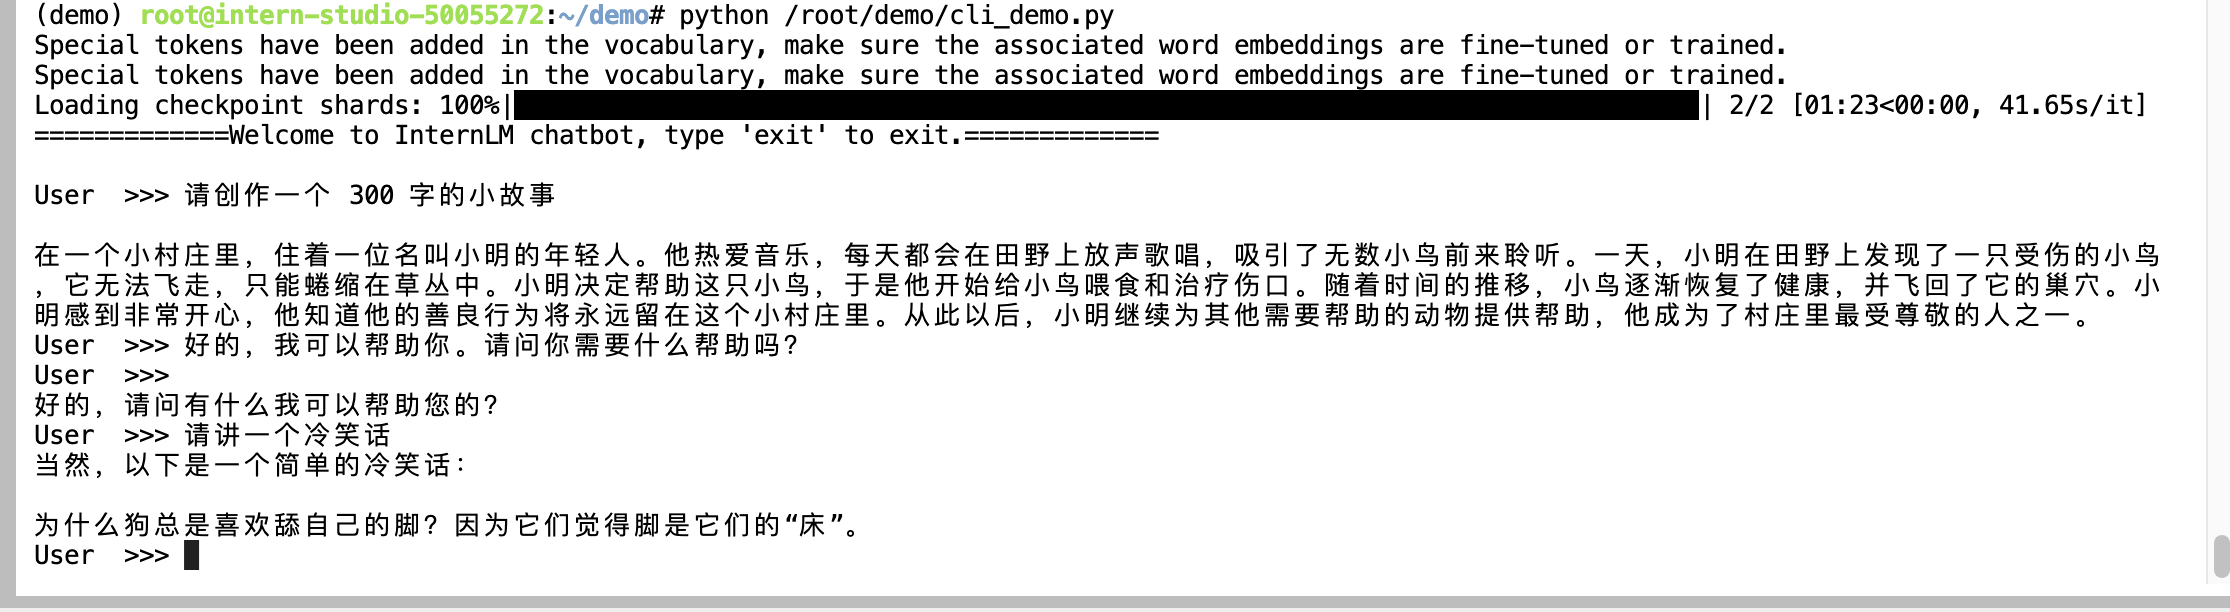 (demo) root@intern-studio-50055272:~/demo# python /root/demo/cli_demo.py
Special tokens have been added in the vocabulary, make sure the associated word embeddings are fine-tuned or trained.
Special tokens have been added in the vocabulary, make sure the associated word embeddings are fine-tuned or trained.
Loading checkpoint shards: 100%|██████████| 2/2 [01:23<00:00, 41.65s/it]
=============Welcome to InternLM chatbot, type 'exit' to exit.=============
User  >>> 请创作一个 300 字的小故事
在一个小村庄里，住着一位名叫小明的年轻人。他热爱音乐，每天都会在田野上放声歌唱，吸引了无数小鸟前来聆听。一天，小明在田野上发现了一只受伤的小鸟
，它无法飞走，只能蜷缩在草丛中。小明决定帮助这只小鸟，于是他开始给小鸟喂食和治疗伤口。随着时间的推移，小鸟逐渐恢复了健康，并飞回了它的巢穴。小
明感到非常开心，他知道他的善良行为将永远留在这个小村庄里。从此以后，小明继续为其他需要帮助的动物提供帮助，他成为了村庄里最受尊敬的人之一。
User  >>> 好的，我可以帮助你。请问你需要什么帮助吗？
User  >>>
好的，请问有什么我可以帮助您的？
User  >>> 请讲一个冷笑话
当然，以下是一个简单的冷笑话：
为什么狗总是喜欢舔自己的脚？因为它们觉得脚是它们的“床”。
User  >>>